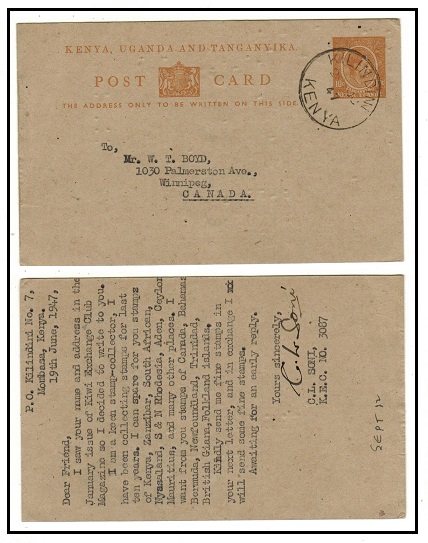 KENYA, UGANDA AND TANGANYIKA.
POST CARD
THE ADDRESS ONLY TO BE WRITTEN ON THIS SIDE
KILINDINI
KENYA
To,
Mr. W. T. BOYD,
1030 Palmerston Ave.,
Winnipeg,
CANADA.
P.O. Kilindini No. 7,
Mombasa, Kenya.
19th June, 1947,
Dear Friend,
I saw your name and address in the
January issue of Kiwi Exchange Club
Magazine so I decided to write to you.
I am a keen stamp-collector, I
have been collecting stamps for last
ten years. I can spare for you stamps
of Kenya, Zanzibar, South African,
Nyasaland, S & N Rhodesia, Aden, Ceylon
Mauritius, and many other places. I
want from you stamps of Canada, Bahamas
Bermuda, Newfoundland, Trinidad,
British Giani, Folkland islands.
Kindly send me fine stamps in
your next letter, and in exchange I
will send some fine stamps.
Awaiting for an early reply.
Yours sincerely,
C.L. Soni
C.L. SONI,
K.E.C. NO. 3087
SEPT 12